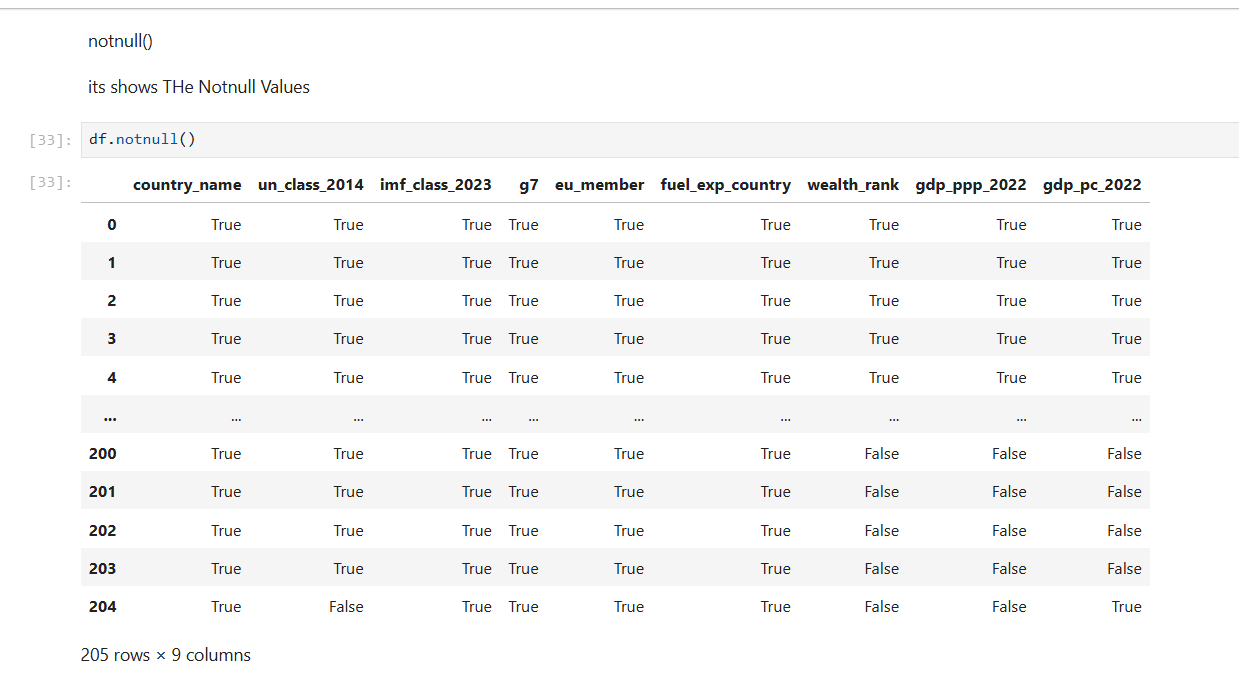 notnull()
its shows THe Notnull Values
[33]: df.notnull()
[33]: country_name un_class_2014 imf_class_2023 g7 eu_member fuel_exp_country wealth_rank gdp_ppp_2022 gdp_pc_2022
0 True True True True True True True True True
1 True True True True True True True True True
2 True True True True True True True True True
3 True True True True True True True True True
4 True True True True True True True True True
... ... ... ... ... ... ... ... ... ...
200 True True True True True True False False False
201 True True True True True True False False False
202 True True True True True True False False False
203 True True True True True True False False False
204 True False True True True True False False True
205 rows × 9 columns